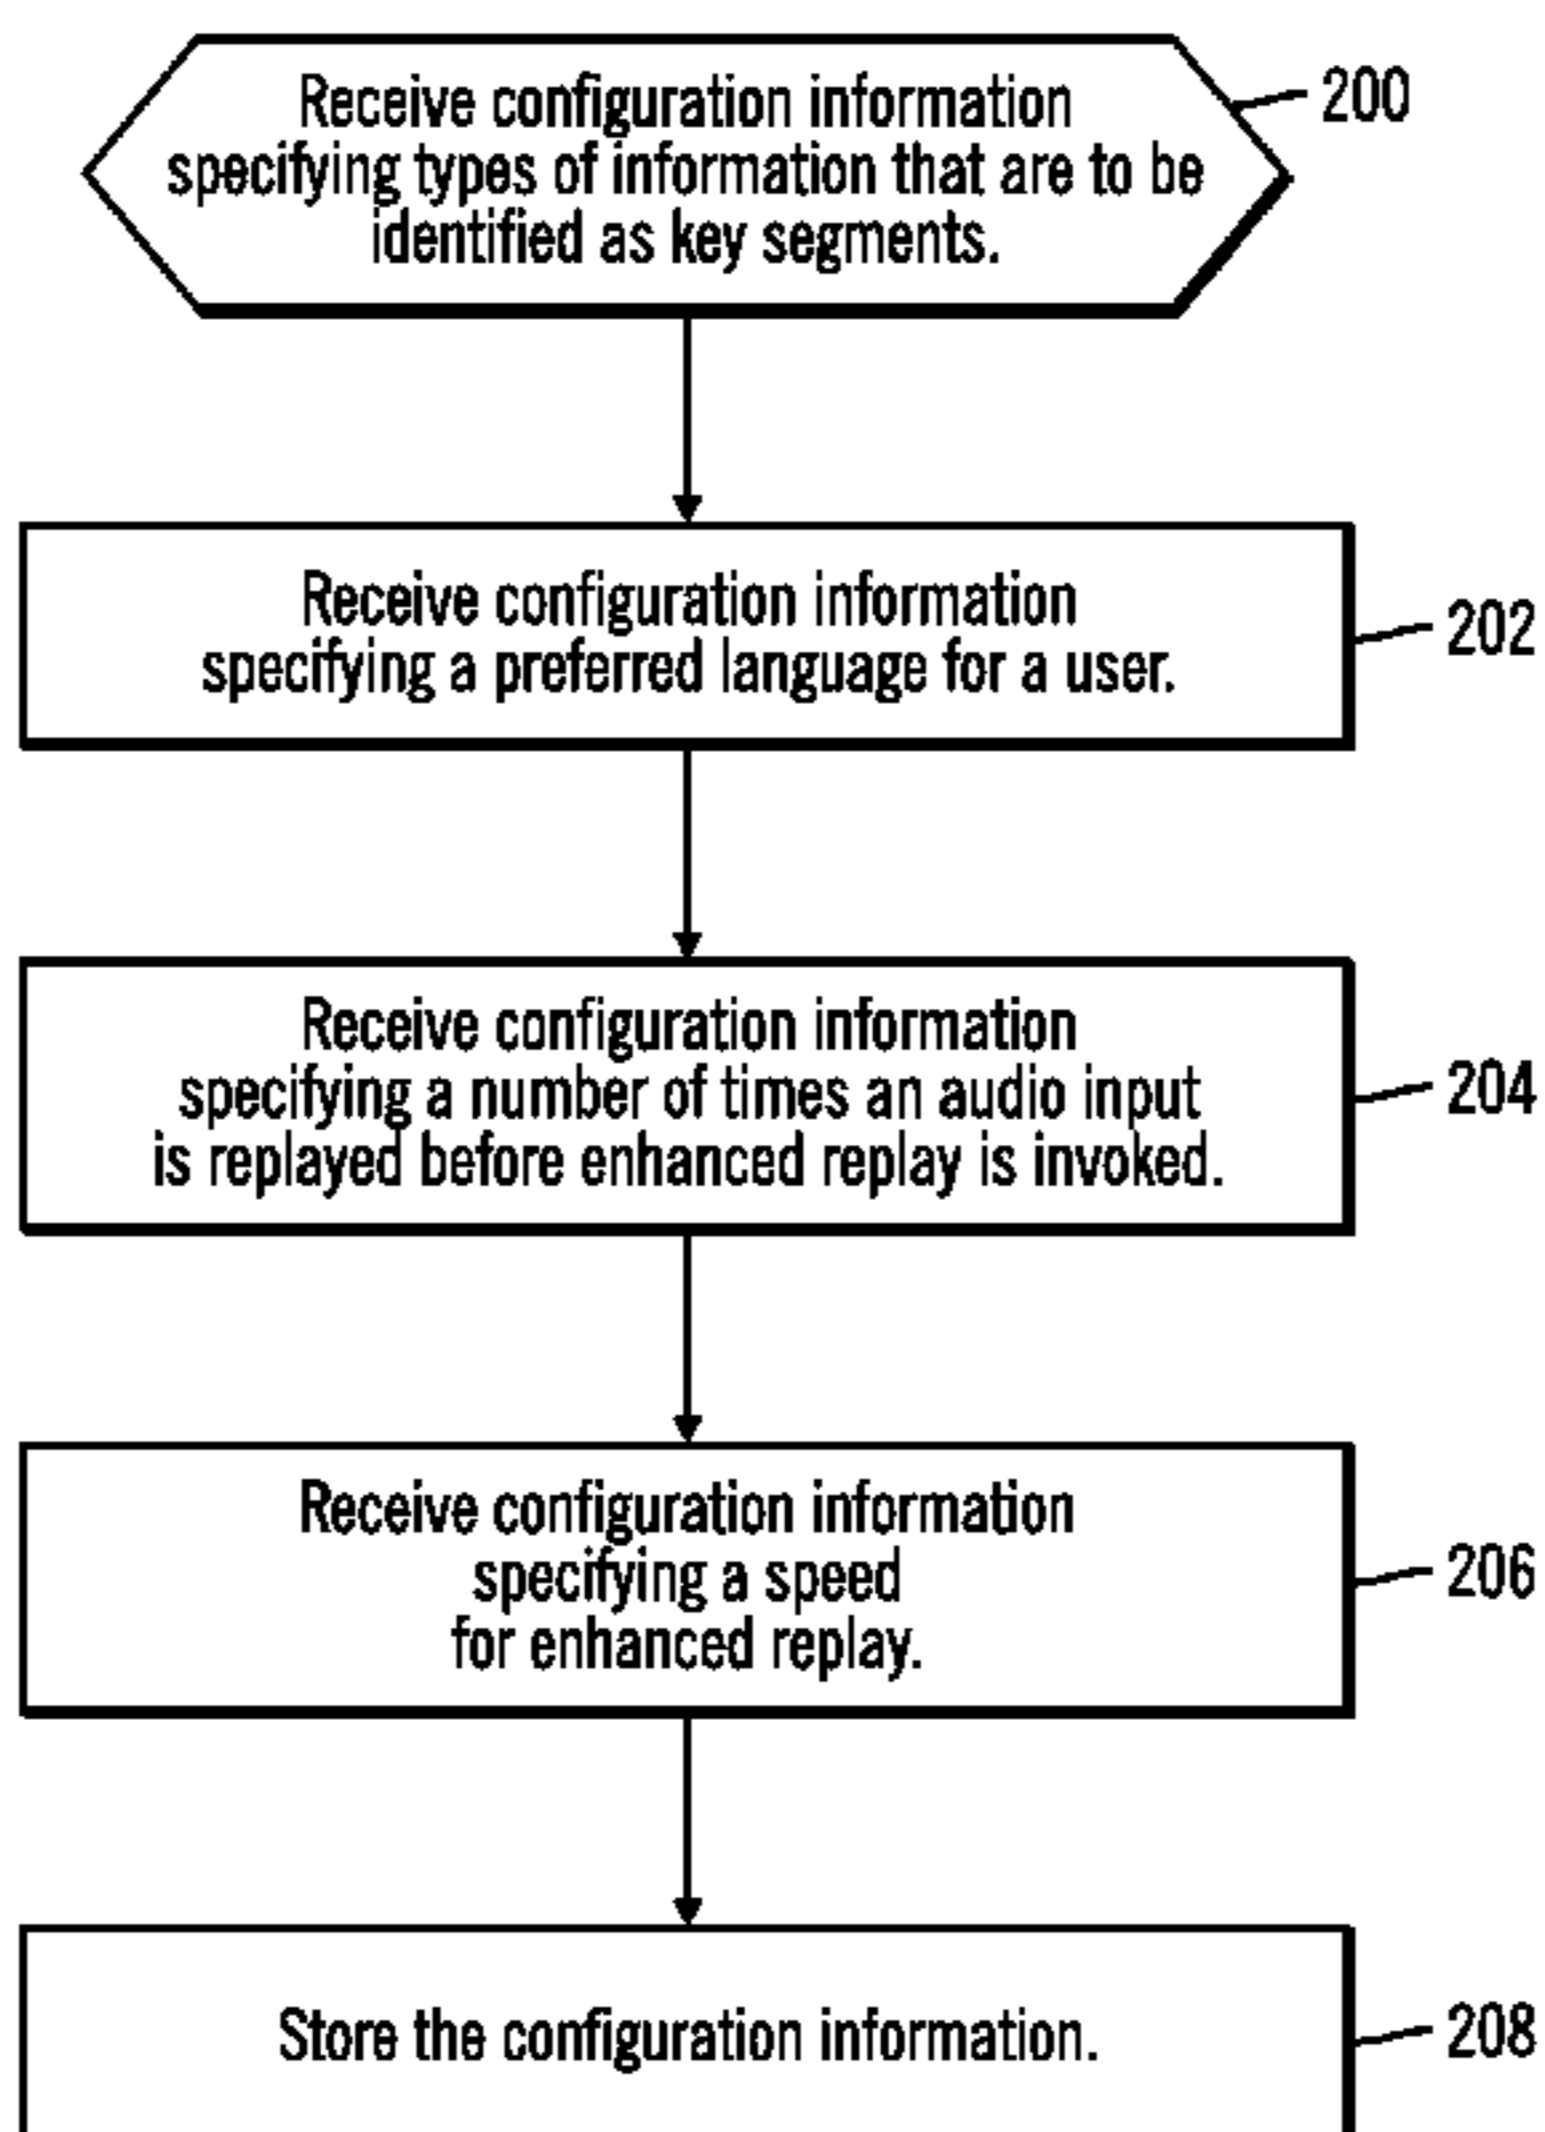 Receive configuration information
specifying types of information that are to be
identified as key segments.
200
Receive configuration information
specifying a preferred language for a user.
202
Receive configuration information
specifying a number of times an audio input
is replayed before enhanced replay is invoked.
204
Receive configuration information
specifying a speed
for enhanced replay.
206
Store the configuration information.
208